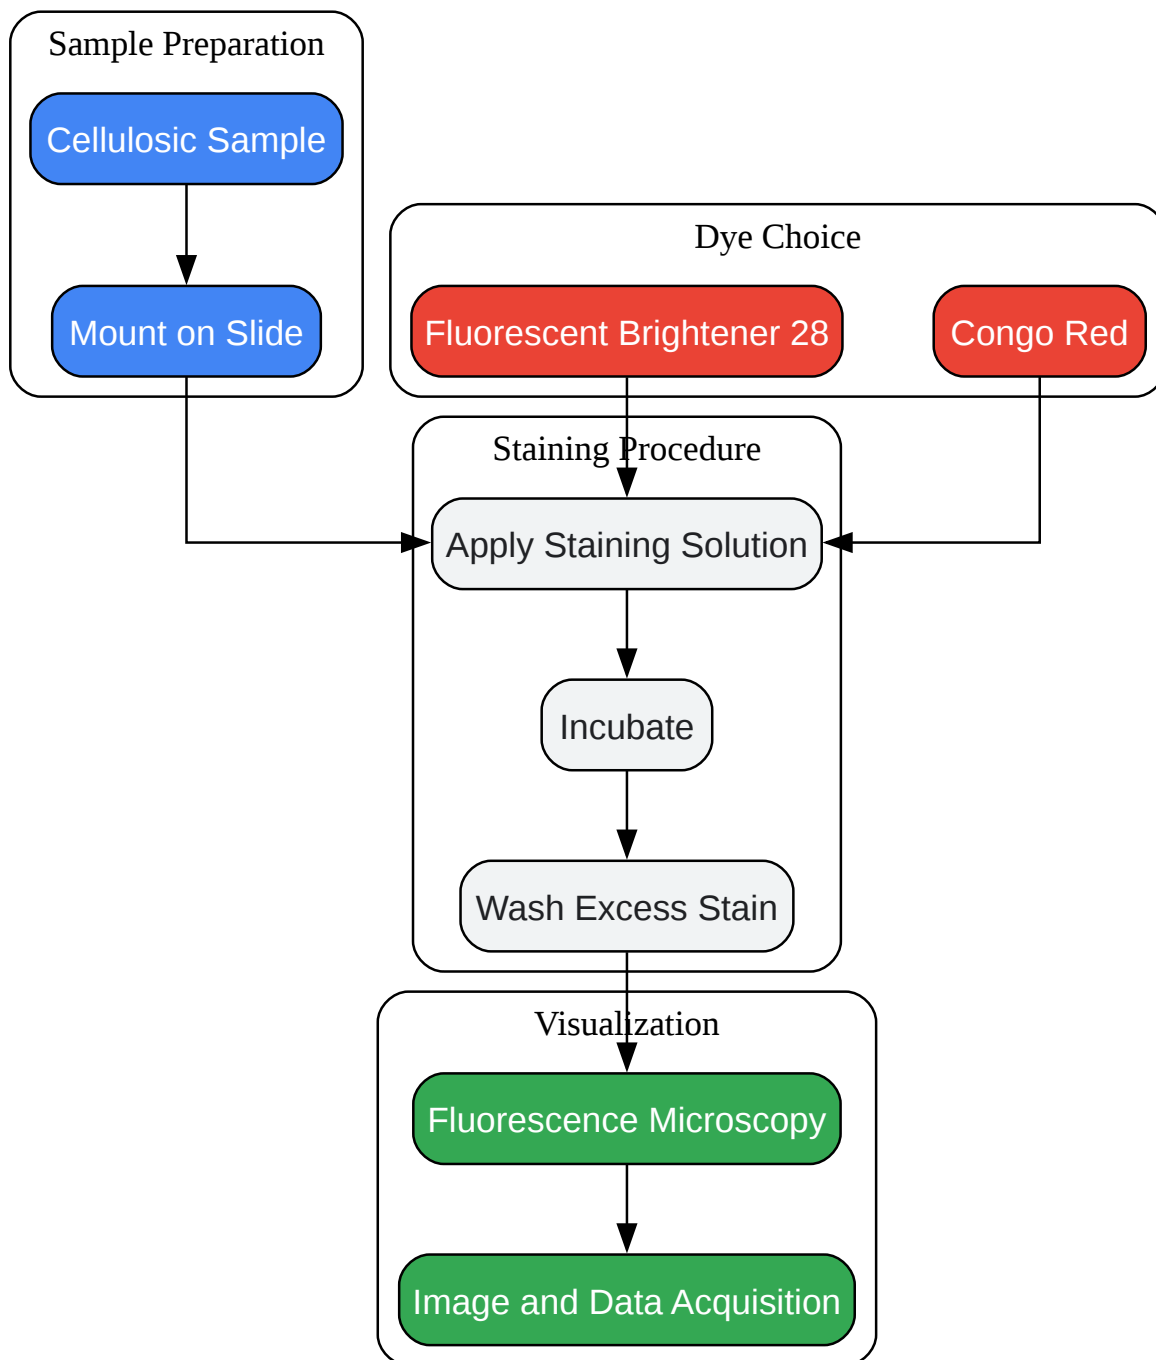 Sample Preparation
Cellulosic Sample
Mount on Slide
Dye Choice
Fluorescent Brightener 28
Congo Red
Staining Procedure
Apply Staining Solution
Incubate
Wash Excess Stain
Visualization
Fluorescence Microscopy
Image and Data Acquisition